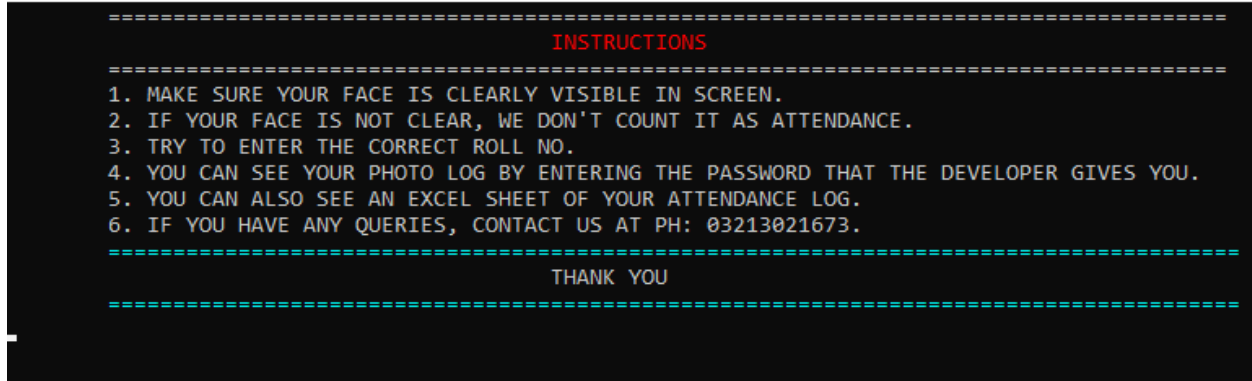 =====================================================================================
INSTRUCTIONS
=====================================================================================
1. MAKE SURE YOUR FACE IS CLEARLY VISIBLE IN SCREEN.
2. IF YOUR FACE IS NOT CLEAR, WE DON'T COUNT IT AS ATTENDANCE.
3. TRY TO ENTER THE CORRECT ROLL NO.
4. YOU CAN SEE YOUR PHOTO LOG BY ENTERING THE PASSWORD THAT THE DEVELOPER GIVES YOU.
5. YOU CAN ALSO SEE AN EXCEL SHEET OF YOUR ATTENDANCE LOG.
6. IF YOU HAVE ANY QUERIES, CONTACT US AT PH: 03213021673.
======================================================================================
THANK YOU
======================================================================================